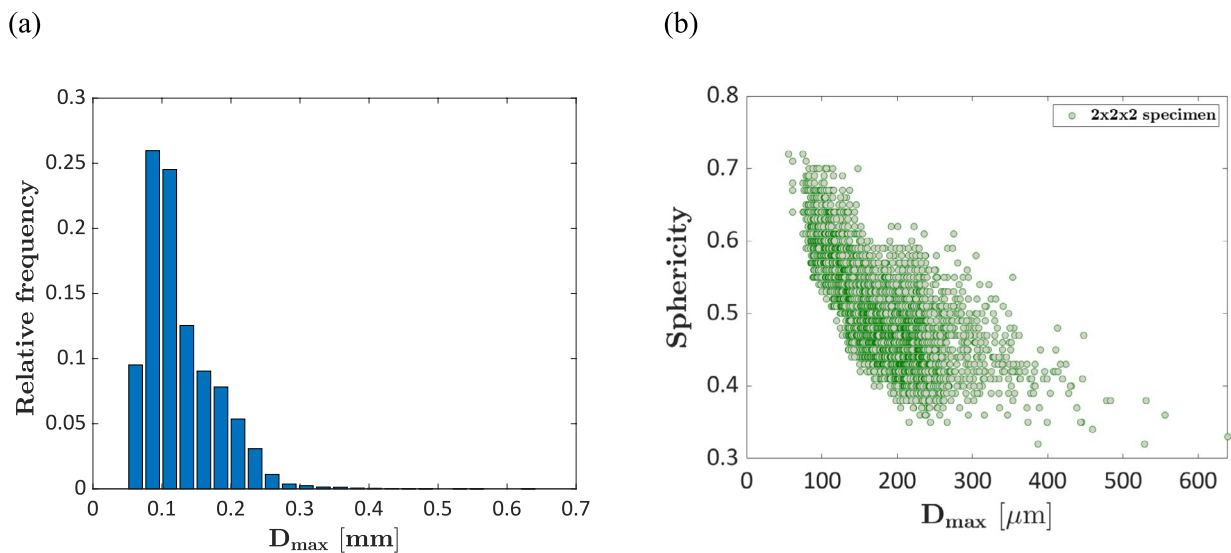 (a)
(b)
0.3
0.25
0.2
0.15
0.1
0.05
0
Relative frequency
0 0.1 0.2 0.3 0.4 0.5 0.6 0.7
D_max [mm]
0.8
0.7
0.6
0.5
0.4
0.3
Sphericity
2x2x2 specimen
0 100 200 300 400 500 600
D_max [μm]